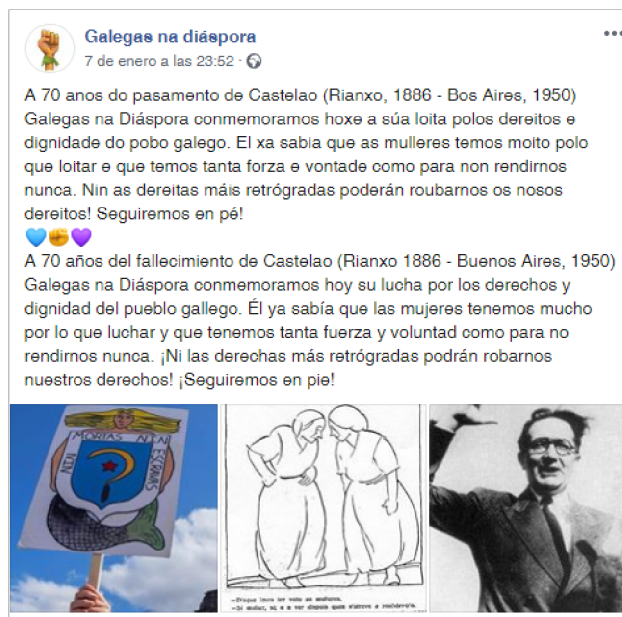 Galegas na diáspora
7 de enero a las 23:52 ·
A 70 anos do pasamento de Castelao (Rianxo, 1886 - Bos Aires, 1950)
Galegas na Diáspora conmemoramos hoxe a súa loita polos dereitos e
dignidade do pobo galego. El xa sabia que as mulleres temos moito polo
que loitar e que temos tanta forza e vontade como para non rendirnos
nunca. Nin as dereitas máis retrógradas poderán roubarnos os nosos
dereitos! Seguiremos en pé!
A 70 años del fallecimiento de Castelao (Rianxo 1886 - Buenos Aires, 1950)
Galegas na Diáspora conmemoramos hoy su lucha por los derechos y
dignidad del pueblo gallego. Él ya sabía que las mujeres tenemos mucho
por lo que luchar y que tenemos tanta fuerza y voluntad como para no
rendirnos nunca. ¡Ni las derechas más retrógradas podrán robarnos
nuestros derechos! ¡Seguiremos en pie!
NIN MORTAS NIN ESCRAVAS
—Disque imos ter voto as mulleres.